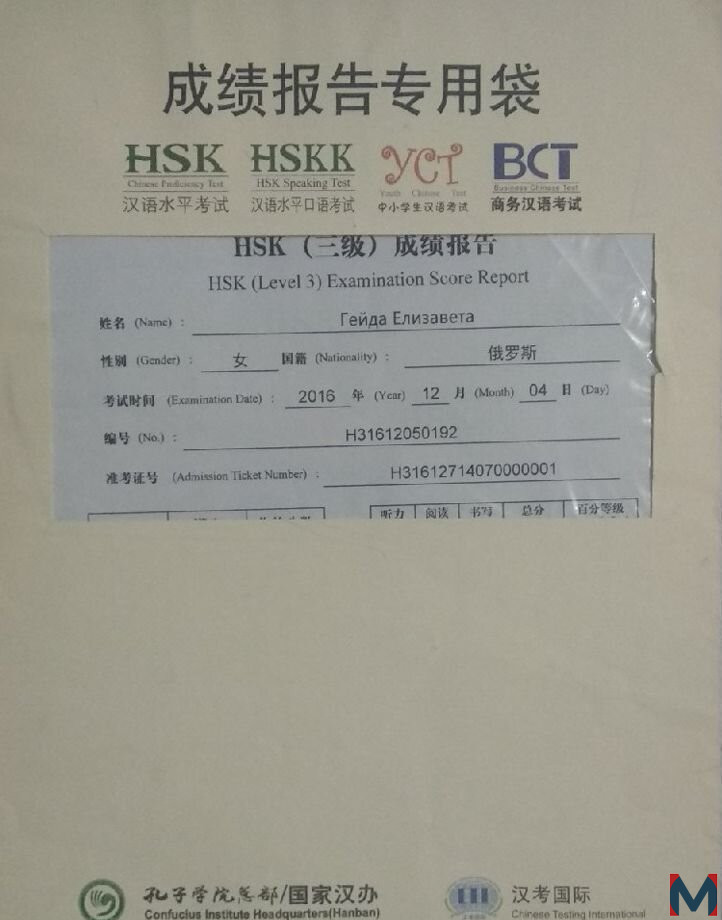 成绩报告专用袋
HSK HSKK YCT BCT
Chinese Proficiency Test HSK Speaking Test Youth Chinese Test Business Chinese Test
汉语水平考试 汉语水平口语考试 中小学生汉语考试 商务汉语考试
HSK（三级）成绩报告
HSK (Level 3) Examination Score Report
姓名 (Name) : Гейда Елизавета
性别 (Gender) : 女 国籍 (Nationality) : 俄罗斯
考试时间 (Examination Date) : 2016 年 (Year) 12 月 (Month) 04 日 (Day)
编号 (No.) : H31612050192
准考证号 (Admission Ticket Number) : H31612714070000001
听力 阅读 书写 总分 百分等级
孔子学院总部/国家汉办 汉考国际
Confucius Institute Headquarters(Hanban) Chinese Testing International
M